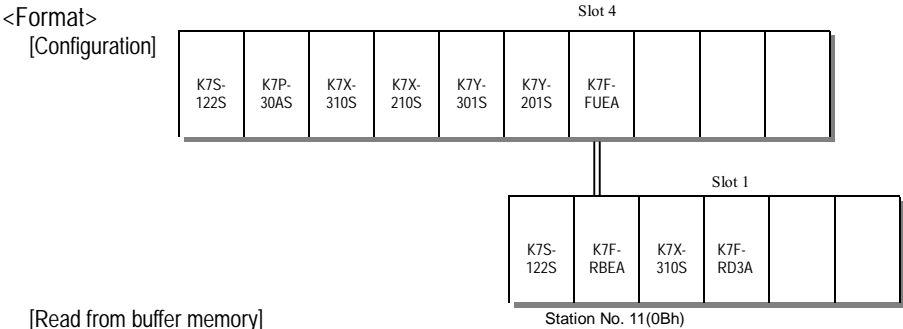 Slot 4
<Format>
[Configuration]
K7S-
122S
K7P-
30AS
K7X-
310S
K7X-
210S
K7Y-
301S
K7Y-
201S
K7F-
FUEA
Slot 1
K7S-
122S
K7F-
RBEA
K7X-
310S
K7F-
RD3A
Station No. 11(0Bh)
[Read from buffer memory]